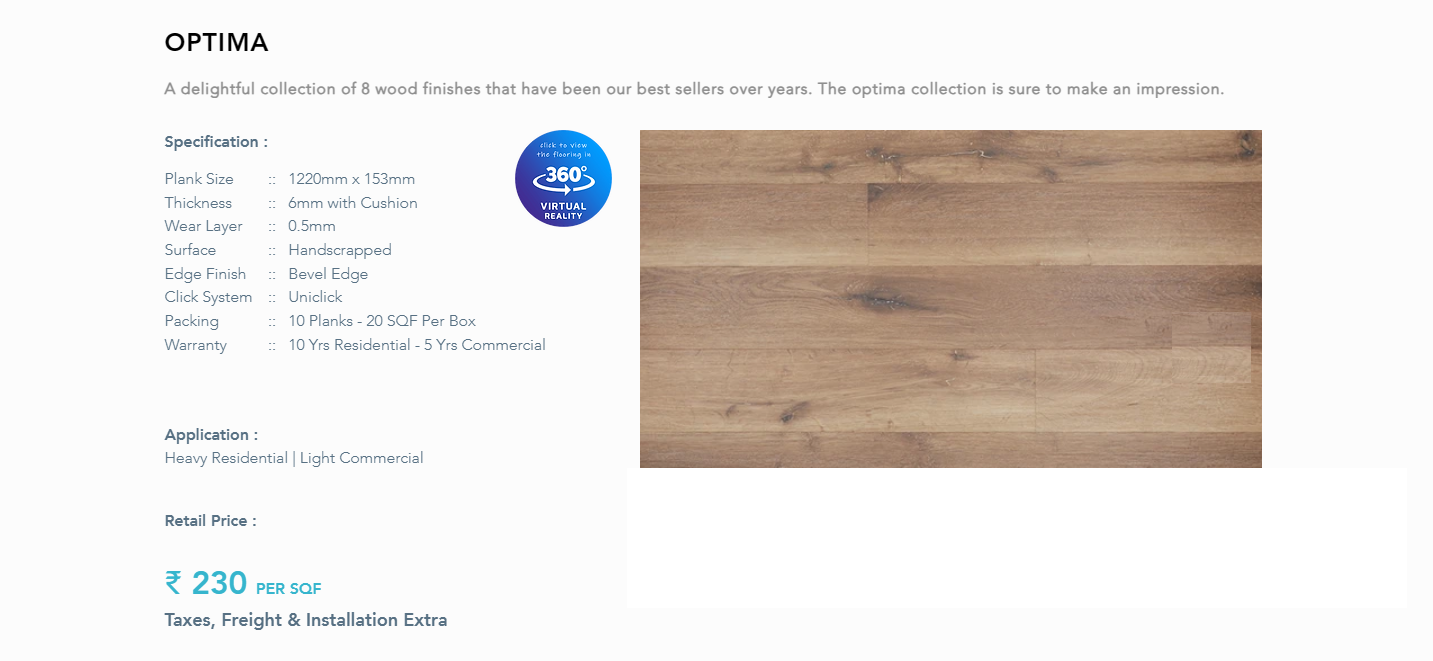 OPTIMA
A delightful collection of 8 wood finishes that have been our best sellers over years. The optima collection is sure to make an impression.
Specification :
Plank Size :: 1220mm x 153mm
Thickness :: 6mm with Cushion
Wear Layer :: 0.5mm
Surface :: Handscrapped
Edge Finish :: Bevel Edge
Click System :: Uniclick
Packing :: 10 Planks - 20 SQF Per Box
Warranty :: 10 Yrs Residential - 5 Yrs Commercial
click to view
the flooring in
360°
VIRTUAL
REALITY
Application :
Heavy Residential | Light Commercial
Retail Price :
₹ 230 PER SQF
Taxes, Freight & Installation Extra